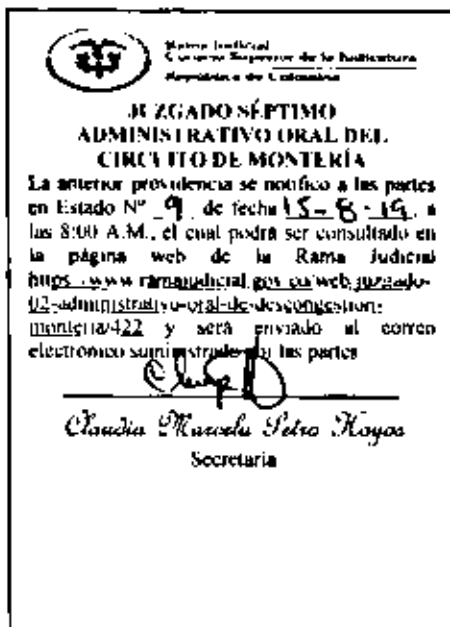 Rama Judicial
Consejo Superior de la Judicatura
República de Colombia
JUZGADO SÉPTIMO
ADMINISTRATIVO ORAL DEL
CIRCUITO DE MONTERÍA
La anterior providencia se notifico a las partes
en Estado Nº 9 de fecha 15-8-19, a
las 8:00 A.M., el cual podrá ser consultado en
la página web de la Rama Judicial
https://www.ramajudicial.gov.co/web/juzgado-
02-administrativo-oral-de-descongestion-
monteria/422 y será enviado al correo
electrónico suministrado por las partes
Claudia Marcela Petro Hoyos
Secretaria